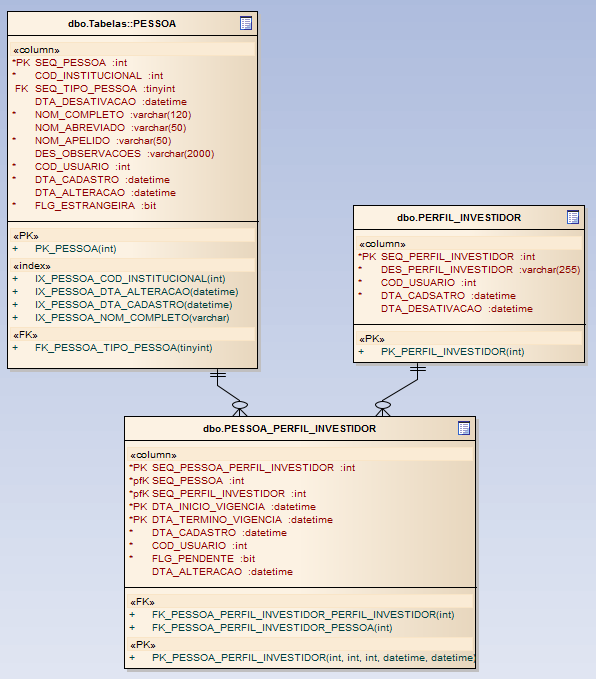 dbo.Tabelas::PESSOA
«column»
*PK SEQ_PESSOA :int
* COD_INSTITUCIONAL :int
FK SEQ_TIPO_PESSOA :tinyint
DTA_DESATIVACAO :datetime
* NOM_COMPLETO :varchar(120)
NOM_ABREVIADO :varchar(50)
* NOM_APELIDO :varchar(50)
DES_OBSERVACOES :varchar(2000)
* COD_USUARIO :int
* DTA_CADASTRO :datetime
DTA_ALTERACAO :datetime
* FLG_ESTRANGEIRA :bit
«PK»
+ PK_PESSOA(int)
«index»
+ IX_PESSOA_COD_INSTITUCIONAL(int)
+ IX_PESSOA_DTA_ALTERACAO(datetime)
+ IX_PESSOA_DTA_CADASTRO(datetime)
+ IX_PESSOA_NOM_COMPLETO(varchar)
«FK»
+ FK_PESSOA_TIPO_PESSOA(tinyint)
dbo.PERFIL_INVESTIDOR
«column»
*PK SEQ_PERFIL_INVESTIDOR :int
* DES_PERFIL_INVESTIDOR :varchar(255)
* COD_USUARIO :int
* DTA_CADSATRO :datetime
DTA_DESATIVACAO :datetime
«PK»
+ PK_PERFIL_INVESTIDOR(int)
dbo.PESSOA_PERFIL_INVESTIDOR
«column»
*PK SEQ_PESSOA_PERFIL_INVESTIDOR :int
*pfK SEQ_PESSOA :int
*pfK SEQ_PERFIL_INVESTIDOR :int
*PK DTA_INICIO_VIGENCIA :datetime
*PK DTA_TERMINO_VIGENCIA :datetime
* DTA_CADASTRO :datetime
* COD_USUARIO :int
* FLG_PENDENTE :bit
DTA_ALTERACAO :datetime
«FK»
+ FK_PESSOA_PERFIL_INVESTIDOR_PERFIL_INVESTIDOR(int)
+ FK_PESSOA_PERFIL_INVESTIDOR_PESSOA(int)
«PK»
+ PK_PESSOA_PERFIL_INVESTIDOR(int, int, int, datetime, datetime)